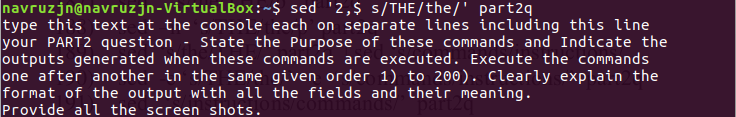 navruzjn@navruzjn-VirtualBox:~$ sed '2,$ s/THE/the/' part2q
type this text at the console each on separate lines including this line
your PART2 question - State the Purpose of these commands and Indicate the
outputs generated when these commands are executed. Execute the commands
one after another in the same given order 1) to 200). Clearly explain the
format of the output with all the fields and their meaning.
Provide all the screen shots.